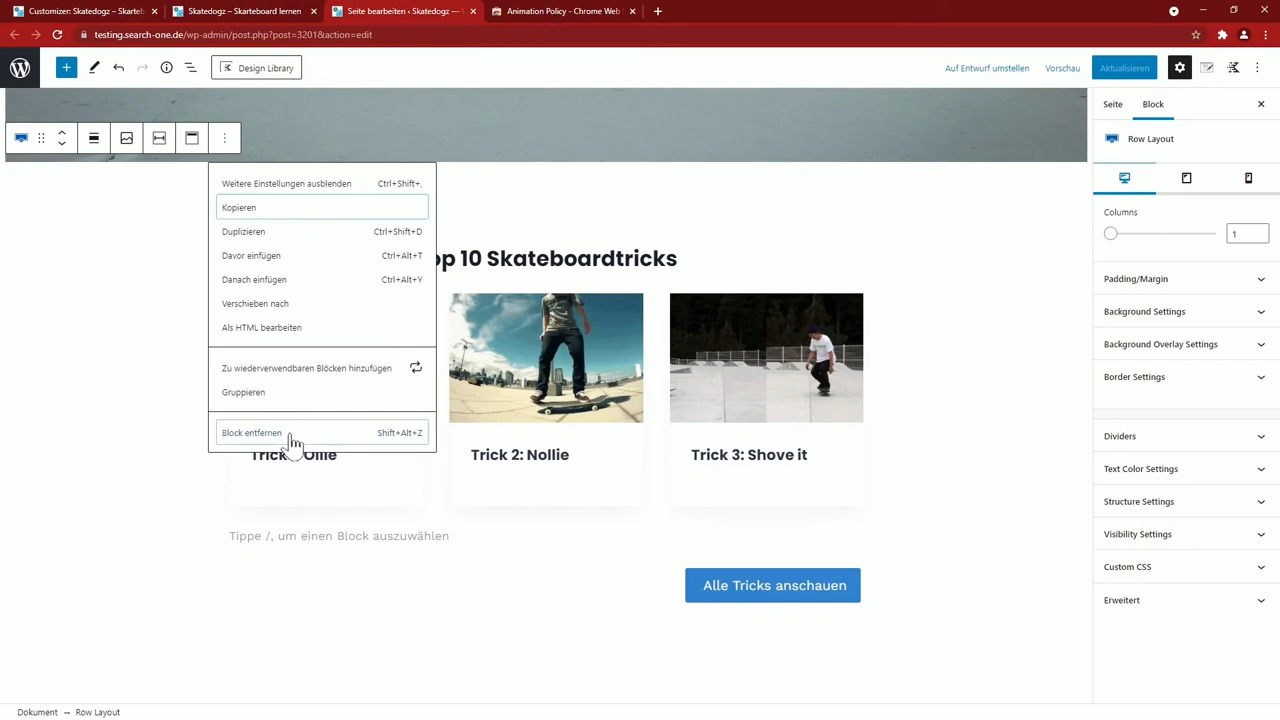 Customizer: Skatedogz – Skarteb
Skatedogz – Skarteboard lernen
Seite bearbeiten ‹ Skatedogz —
Animation Policy - Chrome Web
testing.search-one.de/wp-admin/post.php?post=3201&action=edit
Design Library
Auf Entwurf umstellen
Vorschau
Aktualisieren
Seite
Block
Row Layout
Columns
1
Padding/Margin
Background Settings
Background Overlay Settings
Border Settings
Dividers
Text Color Settings
Structure Settings
Visibility Settings
Custom CSS
Erweitert
Weitere Einstellungen ausblenden Ctrl+Shift+,
Kopieren
Duplizieren Ctrl+Shift+D
Davor einfügen Ctrl+Alt+T
Danach einfügen Ctrl+Alt+Y
Verschieben nach
Als HTML bearbeiten
Zu wiederverwendbaren Blöcken hinzufügen
Gruppieren
Block entfernen Shift+Alt+Z
op 10 Skateboardtricks
Trick Ollie
Trick 2: Nollie
Trick 3: Shove it
Tippe /, um einen Block auszuwählen
Alle Tricks anschauen
Dokument → Row Layout